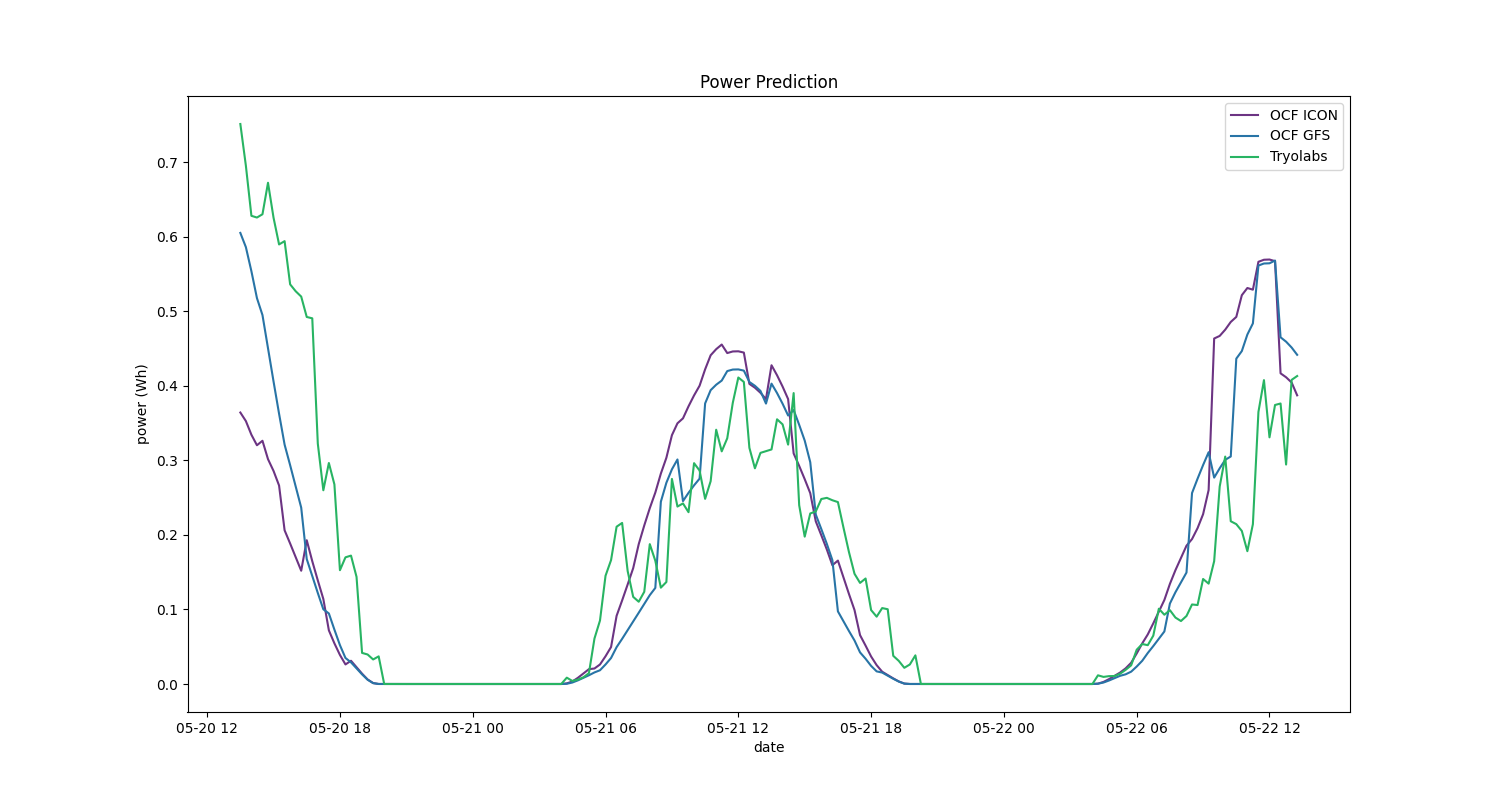 Power Prediction
OCF ICON
OCF GFS
Tryolabs
0.7
0.6
0.5
0.4
0.3
0.2
0.1
0.0
power (Wh)
05-20 12 05-20 18 05-21 00 05-21 06 05-21 12 05-21 18 05-22 00 05-22 06 05-22 12
date